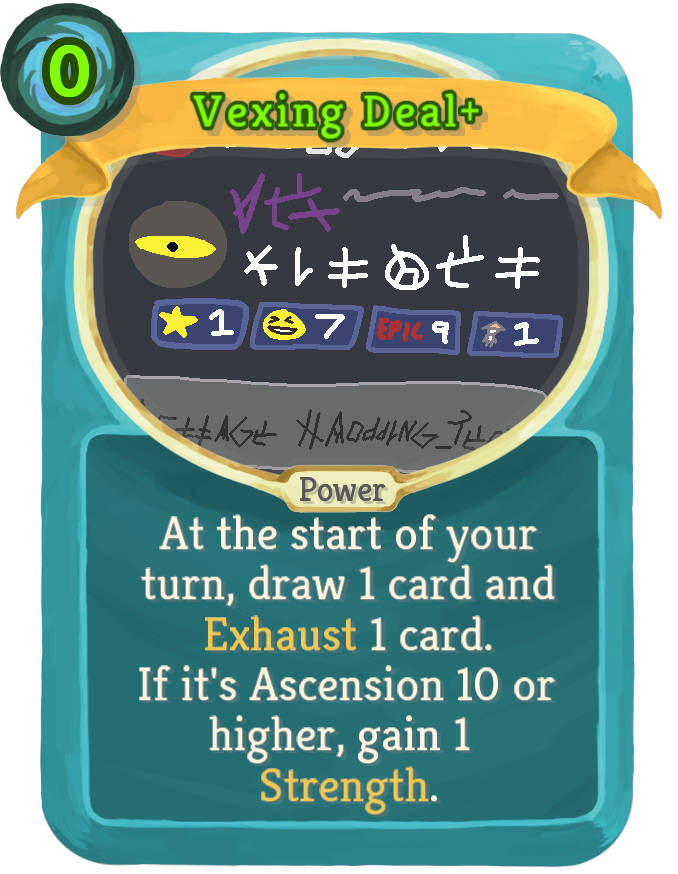 0
Vexing Deal+
1 7 EPIC 9 1
Power
At the start of your
turn, draw 1 card and
Exhaust 1 card.
If it's Ascension 10 or
higher, gain 1
Strength.